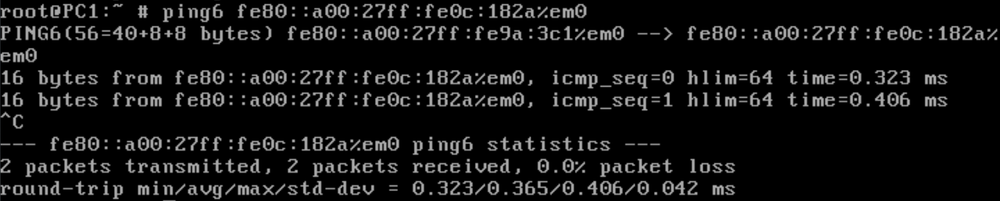 root@PC1:~ # ping6 fe80::a00:27ff:fe0c:182a%em0
PING6(56=40+8+8 bytes) fe80::a00:27ff:fe9a:3c1%em0 --> fe80::a00:27ff:fe0c:182a%
em0
16 bytes from fe80::a00:27ff:fe0c:182a%em0, icmp_seq=0 hlim=64 time=0.323 ms
16 bytes from fe80::a00:27ff:fe0c:182a%em0, icmp_seq=1 hlim=64 time=0.406 ms
^C
--- fe80::a00:27ff:fe0c:182a%em0 ping6 statistics ---
2 packets transmitted, 2 packets received, 0.0% packet loss
round-trip min/avg/max/std-dev = 0.323/0.365/0.406/0.042 ms